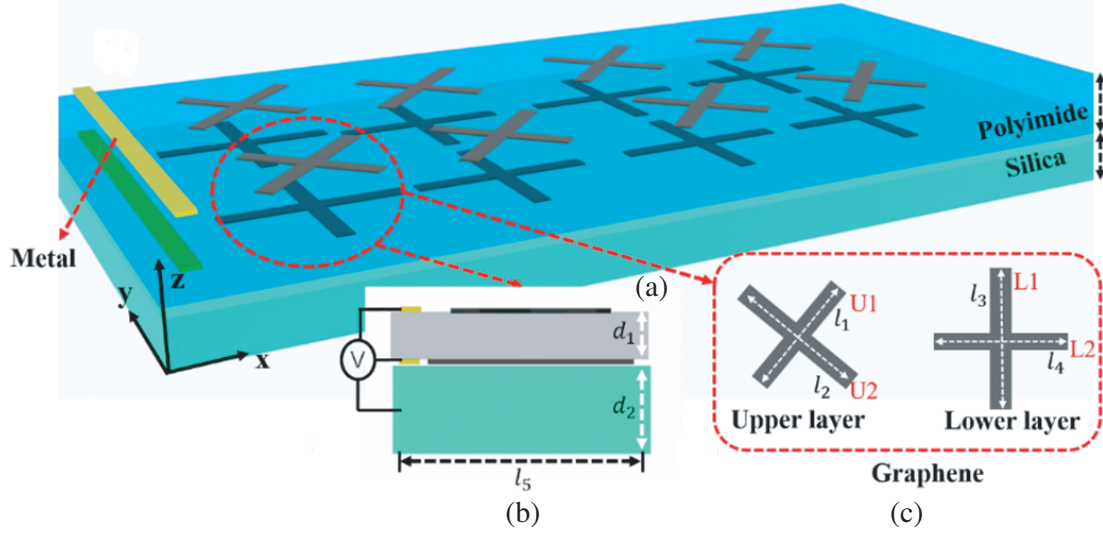 Polyimide
Silica
Metal
z
y
x
(a)
V
d₁
d₂
l₅
(b)
U1
l₁
l₂
U2
Upper layer
L1
l₃
L2
l₄
Lower layer
Graphene
(c)